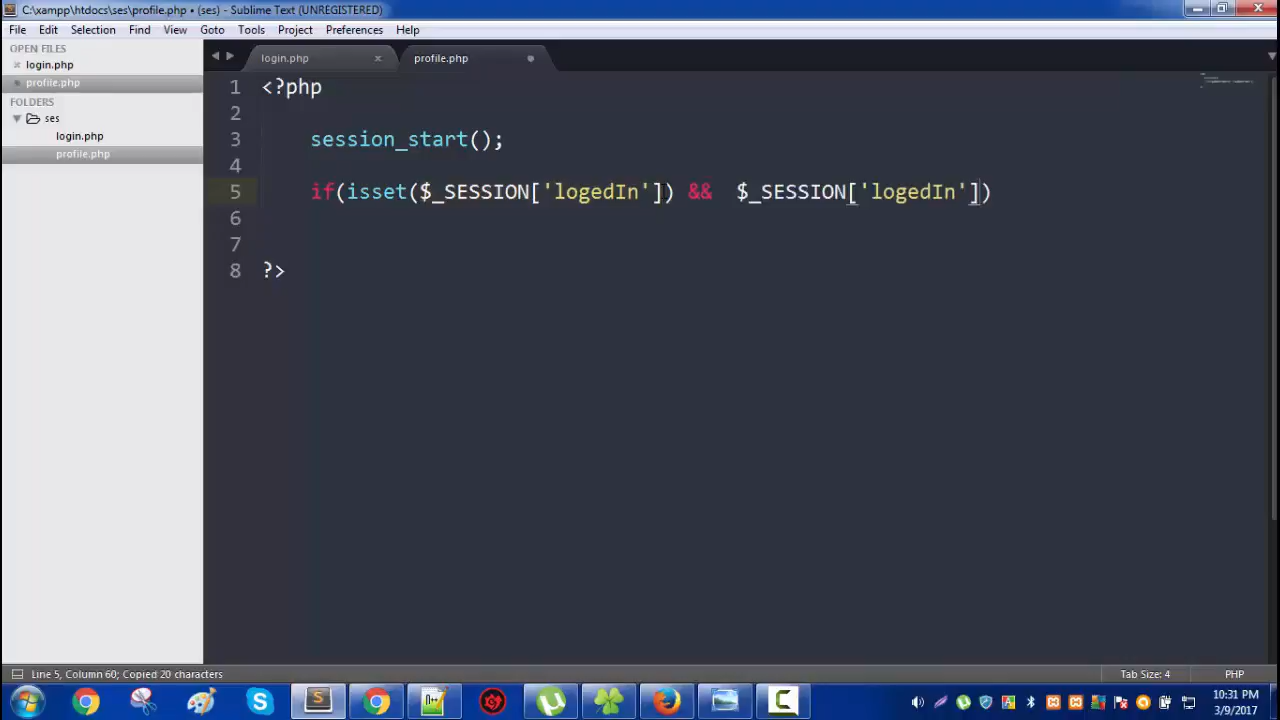 C:\xampp\htdocs\ses\profile.php • (ses) - Sublime Text (UNREGISTERED)
File Edit Selection Find View Goto Tools Project Preferences Help
OPEN FILES
login.php
profile.php
FOLDERS
ses
login.php
profile.php
login.php
profile.php
1 <?php
2
3 session_start();
4
5 if(isset($_SESSION['logedIn']) && $_SESSION['logedIn'])
6
7
8 ?>
Line 5, Column 60; Copied 20 characters
Tab Size: 4
PHP
10:31 PM
3/9/2017